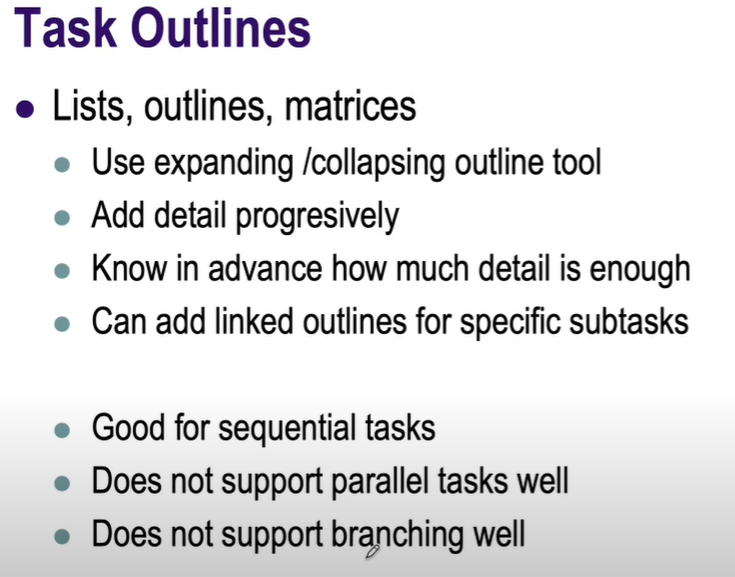 Task Outlines
Lists, outlines, matrices
Use expanding /collapsing outline tool
Add detail progresively
Know in advance how much detail is enough
Can add linked outlines for specific subtasks
Good for sequential tasks
Does not support parallel tasks well
Does not support branching well